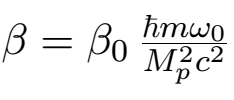 β = β₀ ℏmω₀ / M_p²c²